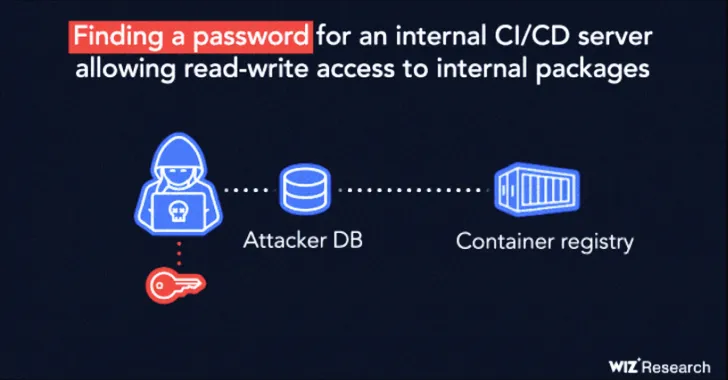 Finding a password for an internal CI/CD server
allowing read-write access to internal packages
Attacker DB
Container registry
WIZ Research